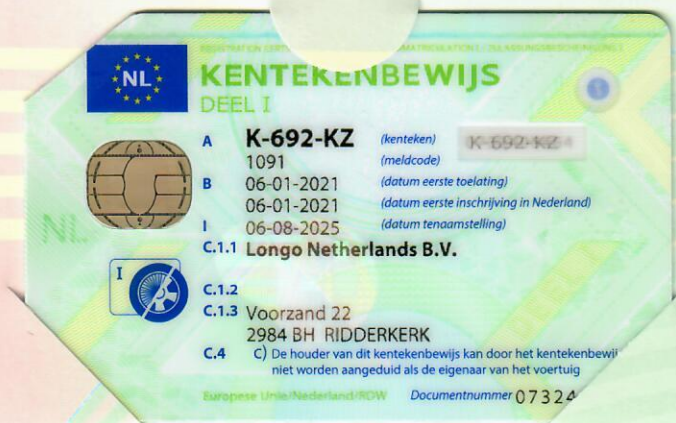 NL
KENTEKENBEWIJS
DEEL I
A K-692-KZ (kenteken) K-692-KZ
1091 (meldcode)
B 06-01-2021 (datum eerste toelating)
06-01-2021 (datum eerste inschrijving in Nederland)
I 06-08-2025 (datum tenaamstelling)
NL
C.1.1 Longo Netherlands B.V.
I
C.1.2
C.1.3 Voorzand 22
2984 BH RIDDERKERK
C.4 C) De houder van dit kentekenbewijs kan door het kentekenbewij
niet worden aangeduid als de eigenaar van het voertuig
Europese Unie/Nederland/RDW Documentnummer 07324